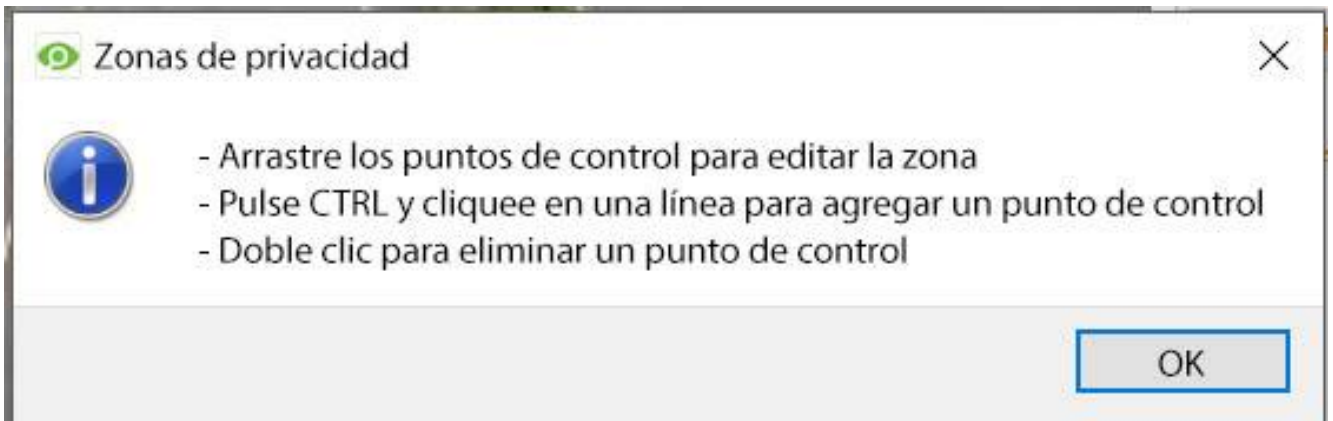 Zonas de privacidad
- Arrastre los puntos de control para editar la zona
- Pulse CTRL y cliquee en una línea para agregar un punto de control
- Doble clic para eliminar un punto de control
OK